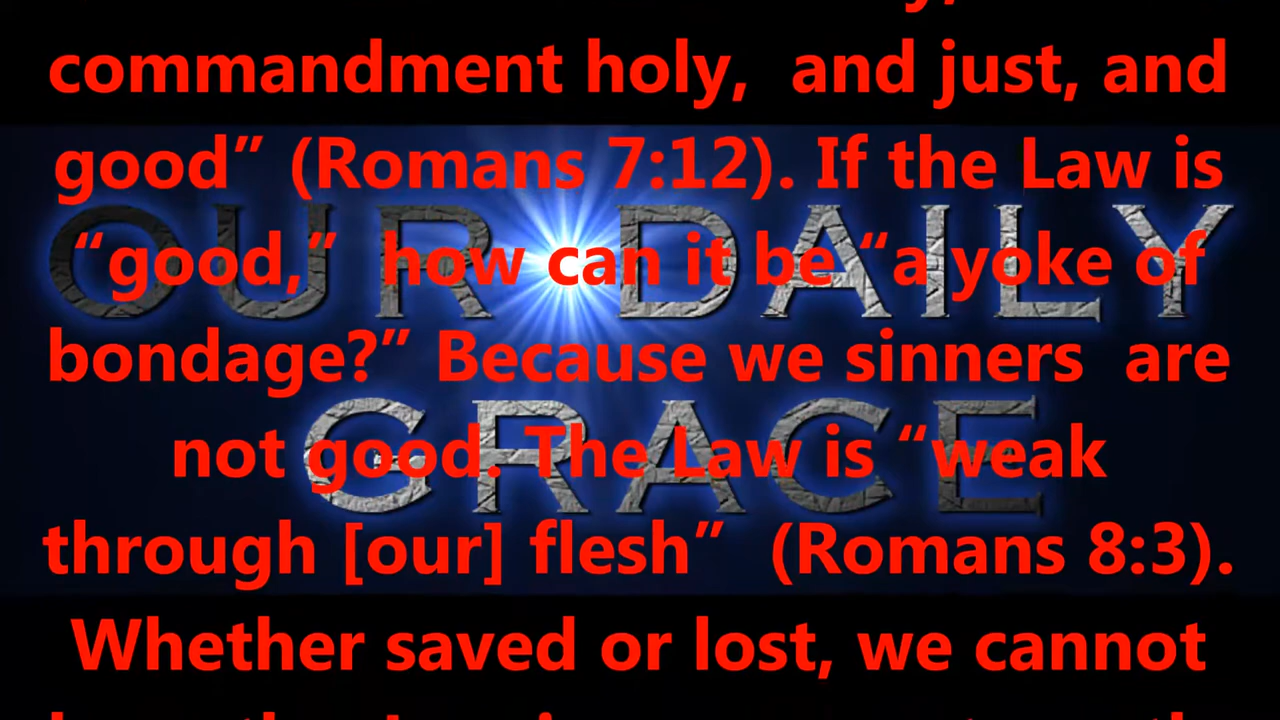 commandment holy, and just, and
good” (Romans 7:12). If the Law is
“good,” how can it be “a yoke of
bondage?” Because we sinners are
not good. The Law is “weak
through [our] flesh” (Romans 8:3).
Whether saved or lost, we cannot
OUR DAILY
GRACE